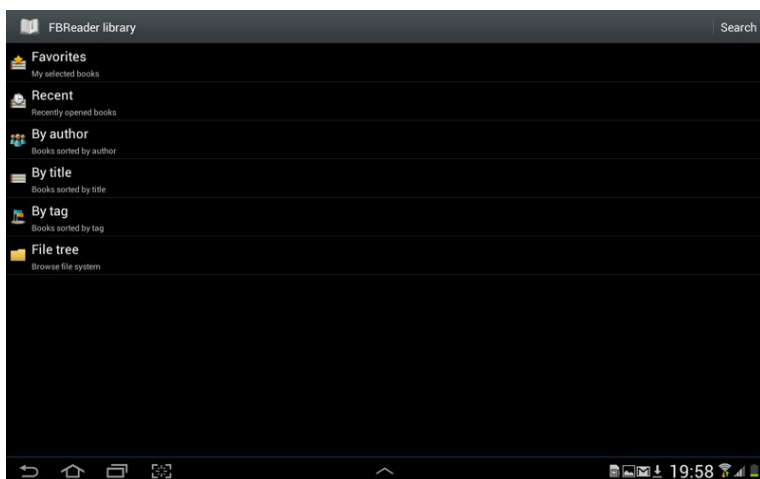 FBReader library
Search
Favorites
My selected books
Recent
Recently opened books
By author
Books sorted by author
By title
Books sorted by title
By tag
Books sorted by tag
File tree
Browse file system
19:58